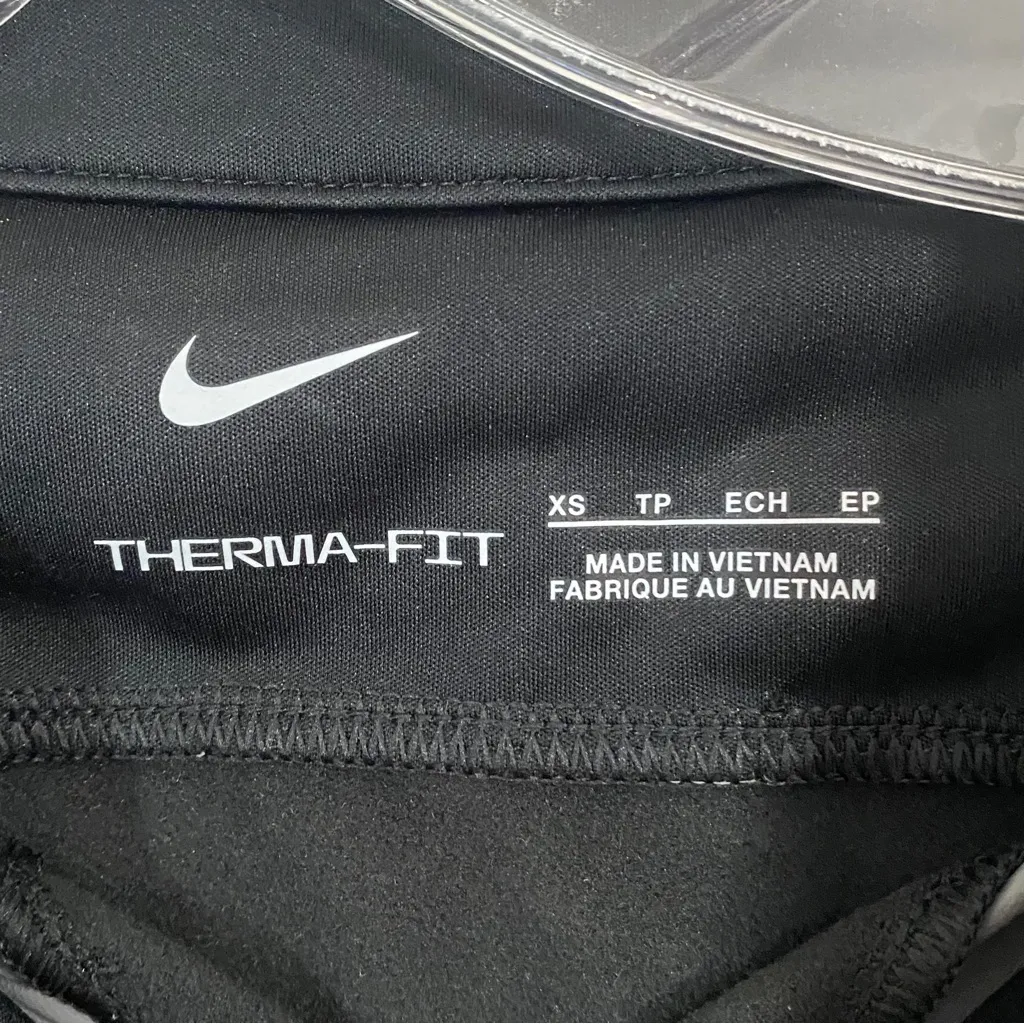 THERMA-FIT
XS TP ECH EP
MADE IN VIETNAM
FABRIQUE AU VIETNAM